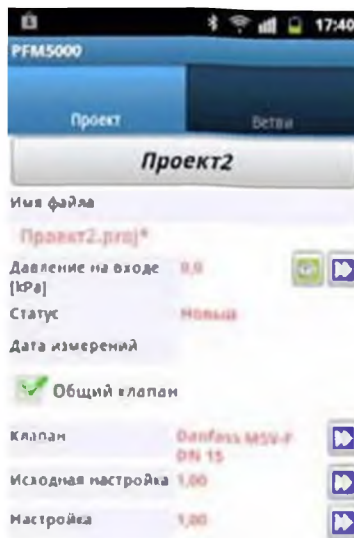 17:40
PFM5000
Проект
Ветви
Проект2
Имя файла
Проект2.proj*
Давление на входе
0,0
[kPa]
Статус
Новый
Дата измерений
Общий клапан
Клапан
Danfoss MSV-F
DN 15
Исходная настройка 1,00
Настройка
1,00